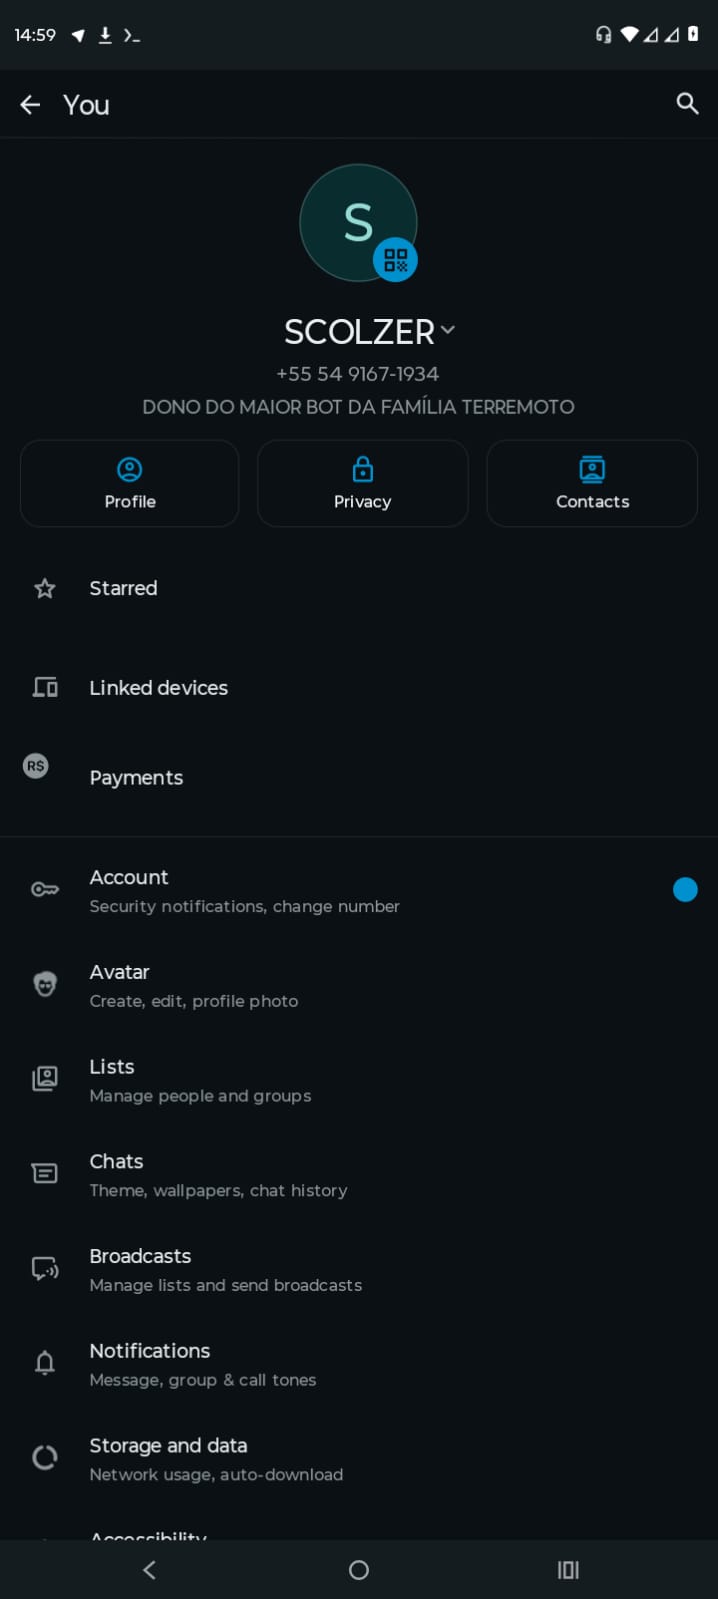 14:59
You
S
SCOLZER
+55 54 9167-1934
DONO DO MAIOR BOT DA FAMÍLIA TERREMOTO
Profile
Privacy
Contacts
Starred
Linked devices
R$
Payments
Account
Security notifications, change number
Avatar
Create, edit, profile photo
Lists
Manage people and groups
Chats
Theme, wallpapers, chat history
Broadcasts
Manage lists and send broadcasts
Notifications
Message, group & call tones
Storage and data
Network usage, auto-download
Accessibility